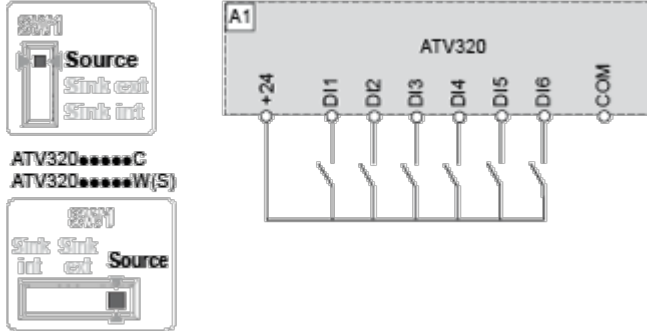 SW1
Source
Sink ext
Sink int
ATV320●●●●●C
ATV320●●●●●W(S)
SW1
Sink int
Sink ext
Source
A1
ATV320
+24
DI1
DI2
DI3
DI4
DI5
DI6
COM